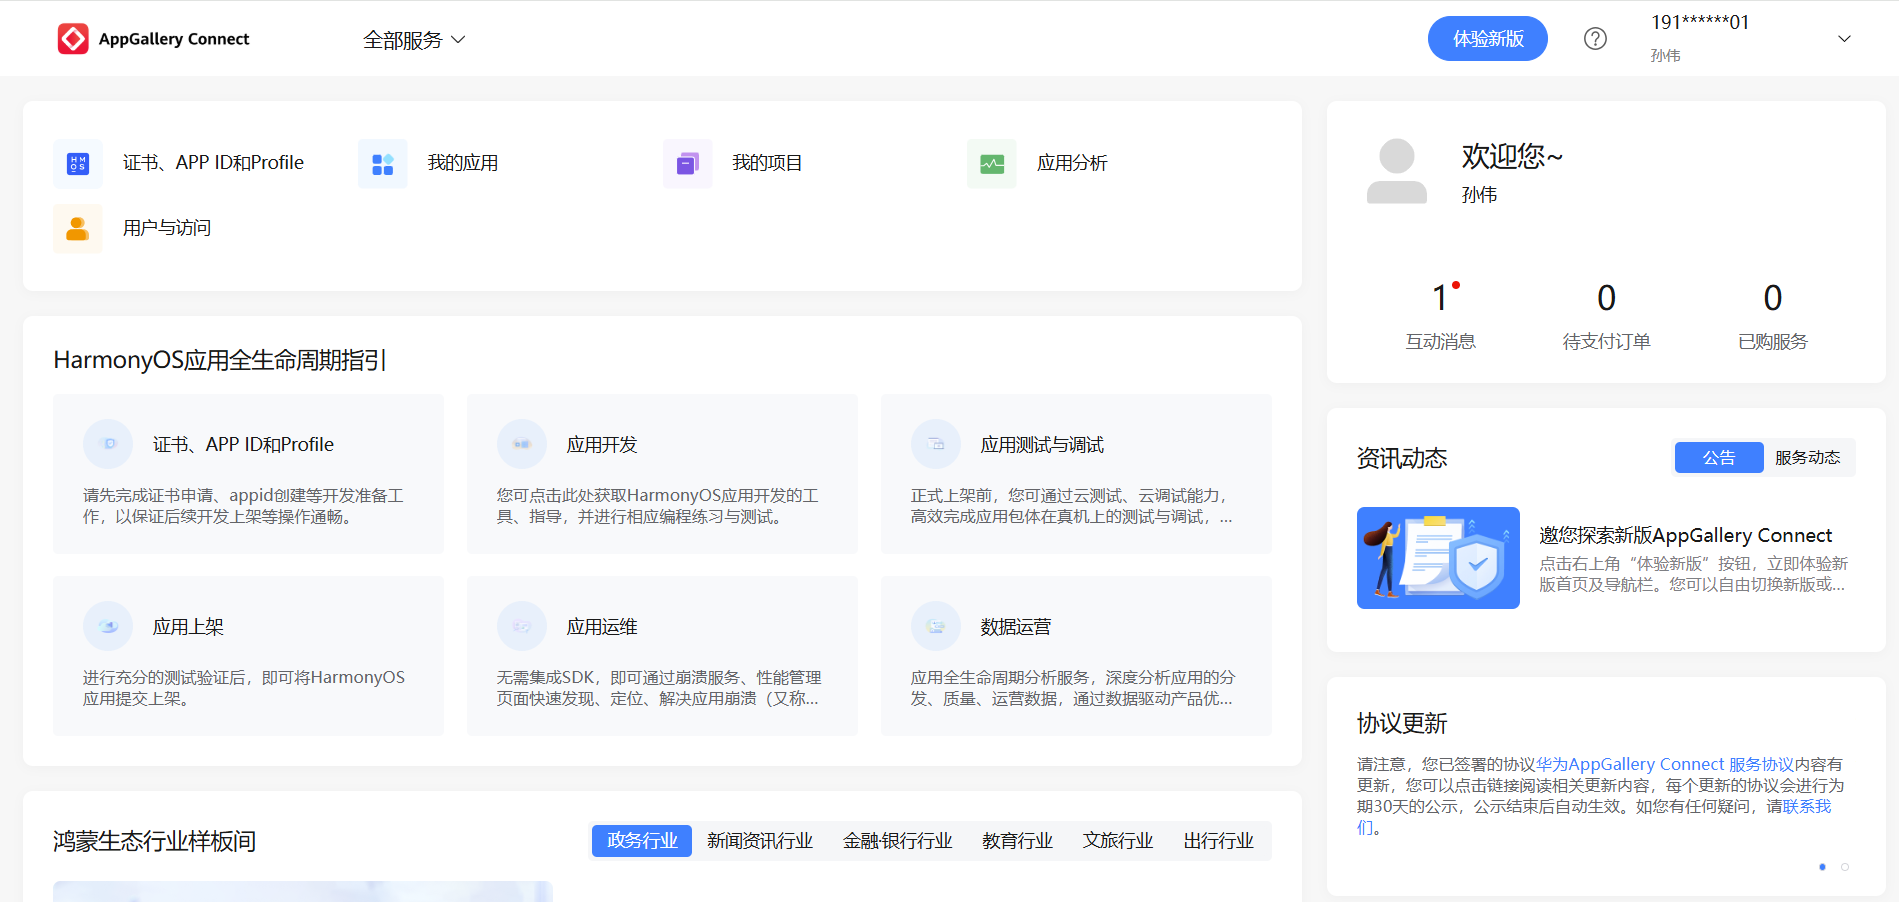 AppGallery Connect
全部服务
体验新版
191******01
孙伟
HMOS
证书、APP ID和Profile
我的应用
我的项目
应用分析
用户与访问
欢迎您~
孙伟
1
0
0
互动消息
待支付订单
已购服务
HarmonyOS应用全生命周期指引
证书、APP ID和Profile
请先完成证书申请、appid创建等开发准备工
作，以保证后续开发上架等操作通畅。
应用开发
您可点击此处获取HarmonyOS应用开发的工
具、指导，并进行相应编程练习与测试。
应用测试与调试
正式上架前，您可通过云测试、云调试能力，
高效完成应用包体在真机上的测试与调试，...
应用上架
进行充分的测试验证后，即可将HarmonyOS
应用提交上架。
应用运维
无需集成SDK，即可通过崩溃服务、性能管理
页面快速发现、定位、解决应用崩溃（又称...
数据运营
应用全生命周期分析服务，深度分析应用的分
发、质量、运营数据，通过数据驱动产品优...
资讯动态
公告
服务动态
邀您探索新版AppGallery Connect
点击右上角“体验新版”按钮，立即体验新
版首页及导航栏。您可以自由切换新版或...
协议更新
请注意，您已签署的协议华为AppGallery Connect 服务协议内容有
更新，您可以点击链接阅读相关更新内容，每个更新的协议会进行为
期30天的公示，公示结束后自动生效。如您有任何疑问，请联系我
们。
鸿蒙生态行业样板间
政务行业
新闻资讯行业
金融·银行行业
教育行业
文旅行业
出行行业